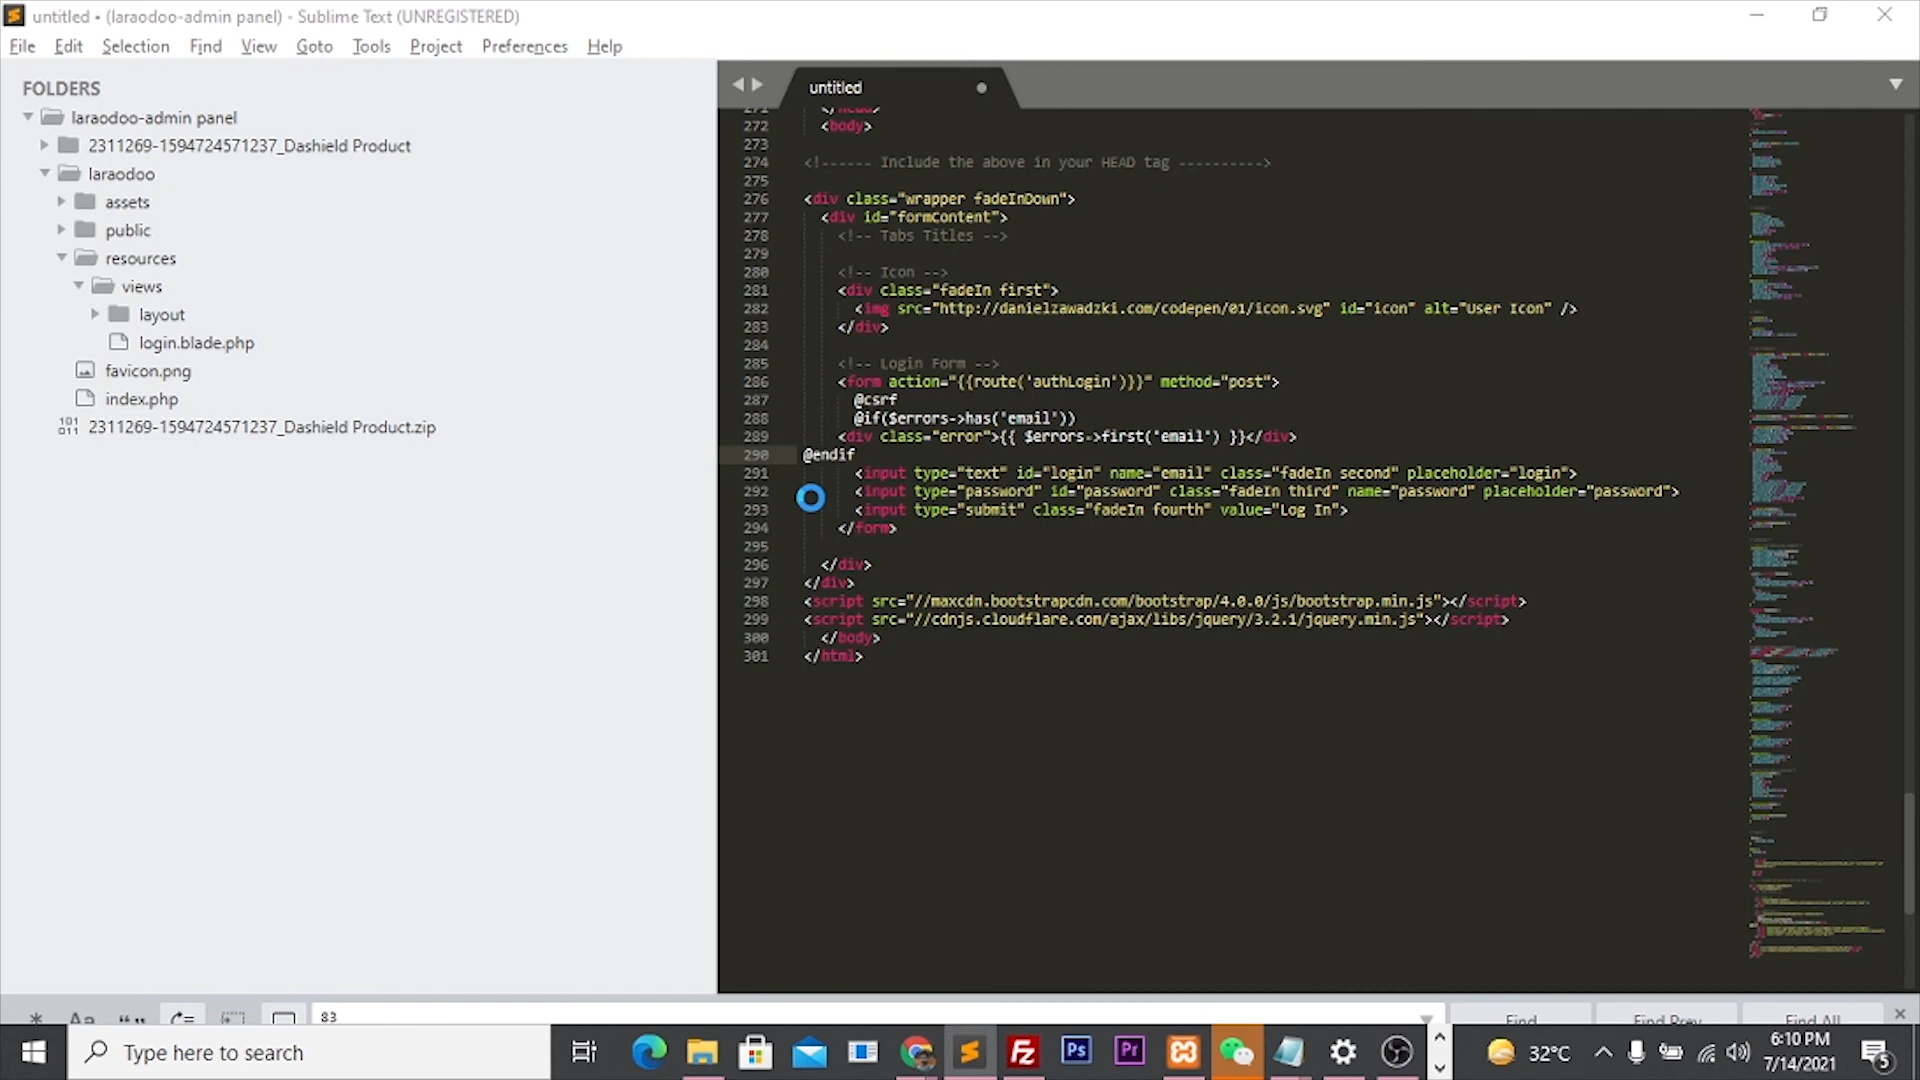 untitled • (laraodoo-admin panel) - Sublime Text (UNREGISTERED)
File Edit Selection Find View Goto Tools Project Preferences Help
FOLDERS
laraodoo-admin panel
2311269-1594724571237_Dashield Product
laraodoo
assets
public
resources
views
layout
login.blade.php
favicon.png
index.php
2311269-1594724571237_Dashield Product.zip
untitled
271 </head>
272 <body>
273
274 <!------ Include the above in your HEAD tag ---------->
275
276 <div class="wrapper fadeInDown">
277 <div id="formContent">
278 <!-- Tabs Titles -->
279
280 <!-- Icon -->
281 <div class="fadeIn first">
282 <img src="http://danielzawadzki.com/codepen/01/icon.svg" id="icon" alt="User Icon" />
283 </div>
284
285 <!-- Login Form -->
286 <form action="{{route('authLogin')}}" method="post">
287 @csrf
288 @if($errors->has('email'))
289 <div class="error">{{ $errors->first('email') }}</div>
290 @endif
291 <input type="text" id="login" name="email" class="fadeIn second" placeholder="login">
292 <input type="password" id="password" class="fadeIn third" name="password" placeholder="password">
293 <input type="submit" class="fadeIn fourth" value="Log In">
294 </form>
295
296 </div>
297 </div>
298 <script src="//maxcdn.bootstrapcdn.com/bootstrap/4.0.0/js/bootstrap.min.js"></script>
299 <script src="//cdnjs.cloudflare.com/ajax/libs/jquery/3.2.1/jquery.min.js"></script>
300 </body>
301 </html>
Aa 83 Find Find Prev Find All
Type here to search
Fz Ps Pr
32°C
6:10 PM
7/14/2021
5